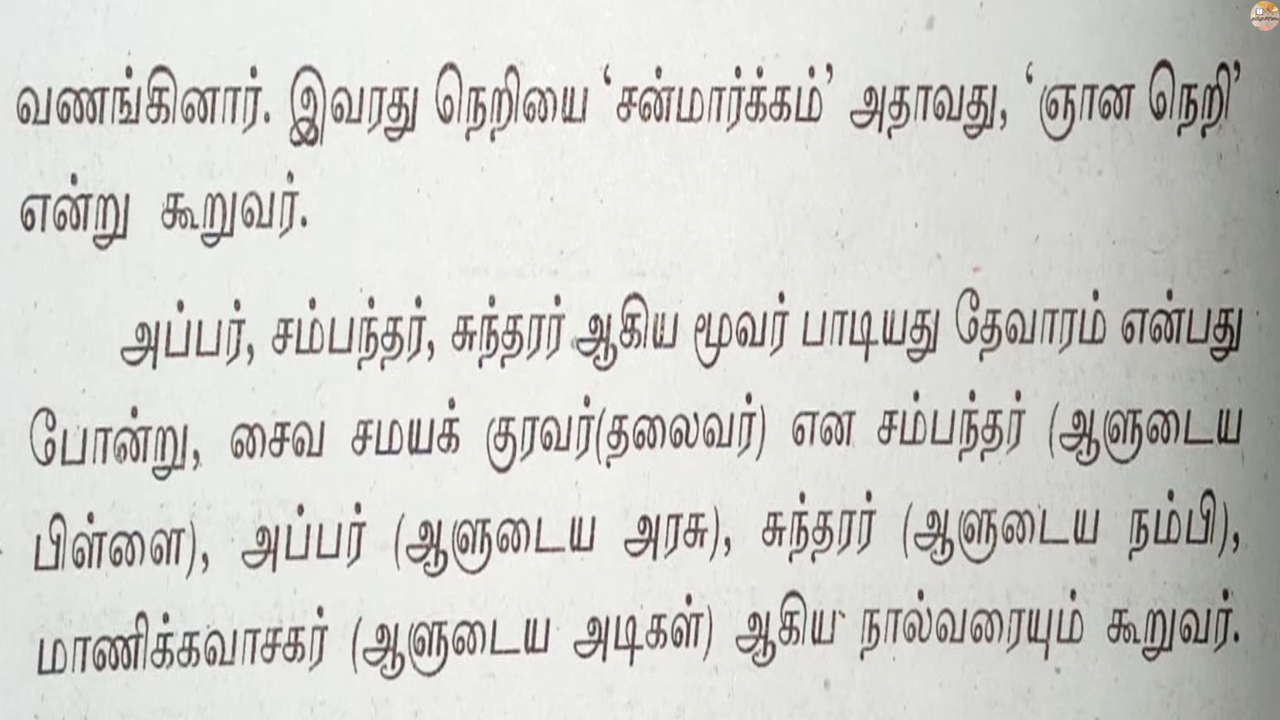 வணங்கினார். இவரது நெறியை ‘சன்மார்க்கம்’ அதாவது, ‘ஞான நெறி’
என்று கூறுவர்.
அப்பர், சம்பந்தர், சுந்தரர் ஆகிய மூவர் பாடியது தேவாரம் என்பது
போன்று, சைவ சமயக் குரவர்(தலைவர்) என சம்பந்தர் (ஆளுடைய
பிள்ளை), அப்பர் (ஆளுடைய அரசு), சுந்தரர் (ஆளுடைய நம்பி),
மாணிக்கவாசகர் (ஆளுடைய அடிகள்) ஆகிய நால்வரையும் கூறுவர்.